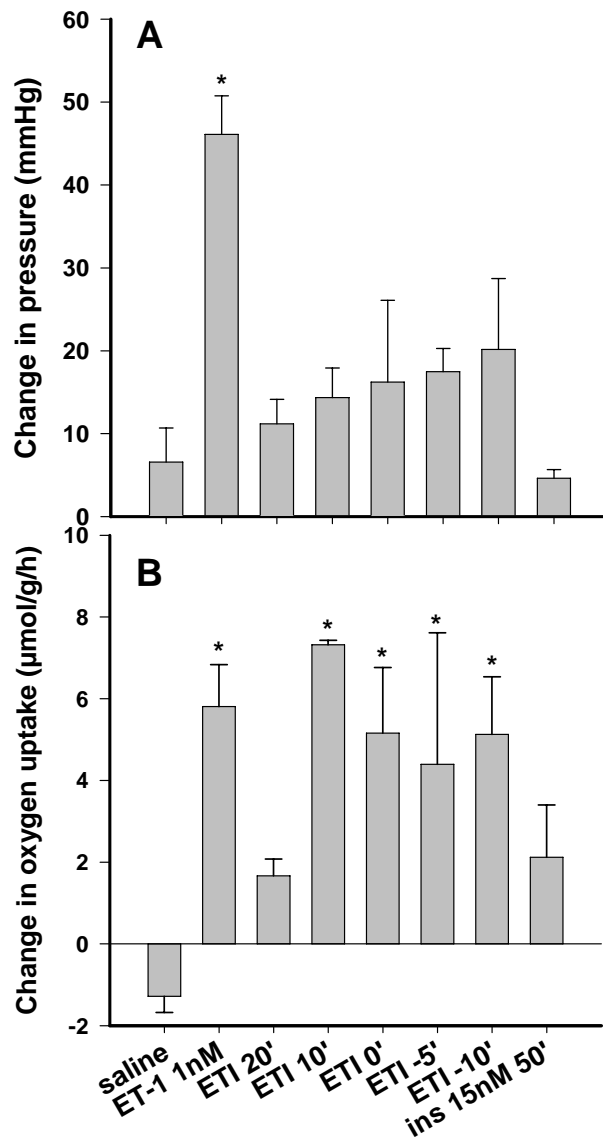 A
Change in pressure (mmHg)
60
50
40
30
20
10
0
*
B
Change in oxygen uptake (µmol/g/h)
10
8
6
4
2
0
-2
*
*
*
*
*
saline
ET-1 1nM
ETI 20'
ETI 10'
ETI 0'
ETI -5'
ETI -10'
ins 15nM 50'